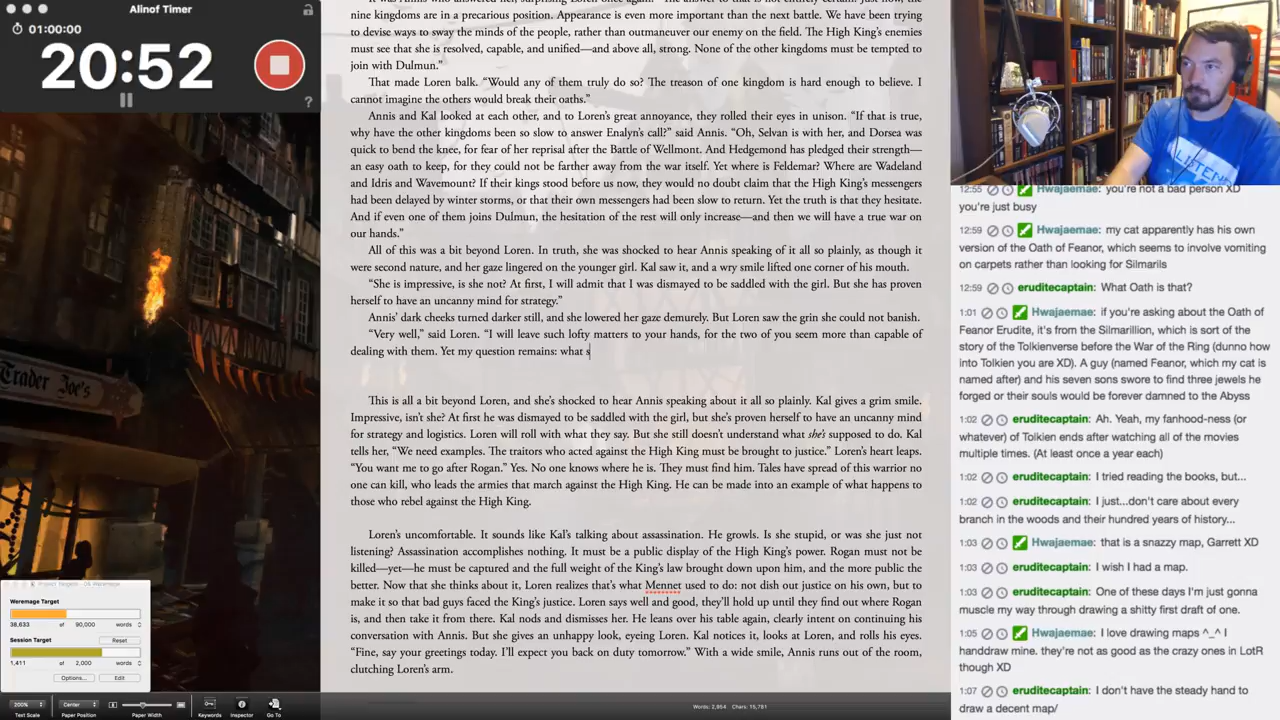 Alinof Timer
01:00:00
20:52
?
Trader Joe's
Project Targets - 06 Weremage
Weremage Target
38,633 of 90,000 words
Session Target
Reset
1,411 of 2,000 words
Options... Edit
200% Center
Text Scale Paper Position Paper Width Keywords Inspector Go To
nine kingdoms are in a precarious position. Appearance is even more important than the next battle. We have been trying
to devise ways to sway the minds of the people, rather than outmaneuver our enemy on the field. The High King's enemies
must see that she is resolved, capable, and unified—and above all, strong. None of the other kingdoms must be tempted to
join with Dulmun.”
That made Loren balk. “Would any of them truly do so? The treason of one kingdom is hard enough to believe. I
cannot imagine the others would break their oaths.”
Annis and Kal looked at each other, and to Loren's great annoyance, they rolled their eyes in unison. “If that is true,
why have the other kingdoms been so slow to answer Enalyn's call?” said Annis. “Oh, Selvan is with her, and Dorsea was
quick to bend the knee, for fear of her reprisal after the Battle of Wellmont. And Hedgemond has pledged their strength—
an easy oath to keep, for they could not be farther away from the war itself. Yet where is Feldemar? Where are Wadeland
and Idris and Wavemount? If their kings stood before us now, they would no doubt claim that the High King's messengers
had been delayed by winter storms, or that their own messengers had been slow to return. Yet the truth is that they hesitate.
And if even one of them joins Dulmun, the hesitation of the rest will only increase—and then we will have a true war on
our hands.”
All of this was a bit beyond Loren. In truth, she was shocked to hear Annis speaking of it all so plainly, as though it
were second nature, and her gaze lingered on the younger girl. Kal saw it, and a wry smile lifted one corner of his mouth.
“She is impressive, is she not? At first, I will admit that I was dismayed to be saddled with the girl. But she has proven
herself to have an uncanny mind for strategy.”
Annis' dark cheeks turned darker still, and she lowered her gaze demurely. But Loren saw the grin she could not banish.
“Very well,” said Loren. “I will leave such lofty matters to your hands, for the two of you seem more than capable of
dealing with them. Yet my question remains: what s
This is all a bit beyond Loren, and she's shocked to hear Annis speaking about it all so plainly. Kal gives a grim smile.
Impressive, isn't she? At first he was dismayed to be saddled with the girl, but she's proven herself to have an uncanny mind
for strategy and logistics. Loren will roll with what they say. But she still doesn't understand what she's supposed to do. Kal
tells her, “We need examples. The traitors who acted against the High King must be brought to justice.” Loren's heart leaps.
“You want me to go after Rogan.” Yes. No one knows where he is. They must find him. Tales have spread of this warrior no
one can kill, who leads the armies that march against the High King. He can be made into an example of what happens to
those who rebel against the High King.
Loren's uncomfortable. It sounds like Kal's talking about assassination. He growls. Is she stupid, or was she just not
listening? Assassination accomplishes nothing. It must be a public display of the High King's power. Rogan must not be
killed—yet—he must be captured and the full weight of the King's law brought down upon him, and the more public the
better. Now that she thinks about it, Loren realizes that's what Mennet used to do: not dish out justice on his own, but to
make it so that bad guys faced the King's justice. Loren says well and good, they'll hold up until they find out where Rogan
is, and then take it from there. Kal nods and dismisses her. He leans over his table again, clearly intent on continuing his
conversation with Annis. But she gives an unhappy look, eyeing Loren. Kal notices it, looks at Loren, and rolls his eyes.
“Fine, say your greetings today. I'll expect you back on duty tomorrow.” With a wide smile, Annis runs out of the room,
clutching Loren's arm.
Words: 2,854 Chars: 15,781
12:55 Hwajaemae: you're not a bad person XD
you're just busy
12:59 Hwajaemae: my cat apparently has his own
version of the Oath of Feanor, which seems to involve vomiting
on carpets rather than looking for Silmarils
12:59 eruditecaptain: What Oath is that?
1:01 Hwajaemae: if you're asking about the Oath of
Feanor Erudite, it's from the Silmarillion, which is sort of the
story of the Tolkienverse before the War of the Ring (dunno how
into Tolkien you are XD). A guy (named Feanor, which my cat is
named after) and his seven sons swore to find three jewels he
forged or their souls would be forever damned to the Abyss
1:02 eruditecaptain: Ah. Yeah, my fanhood-ness (or
whatever) of Tolkien ends after watching all of the movies
multiple times. (At least once a year each)
1:02 eruditecaptain: I tried reading the books, but...
1:02 eruditecaptain: I just...don't care about every
branch in the woods and their hundred years of history...
1:03 Hwajaemae: that is a snazzy map, Garrett XD
1:03 eruditecaptain: I wish I had a map.
1:03 eruditecaptain: One of these days I'm just gonna
muscle my way through drawing a shitty first draft of one.
1:05 Hwajaemae: I love drawing maps ^_^ I
handdraw mine. they're not as good as the crazy ones in LotR
though XD
1:07 eruditecaptain: I don't have the steady hand to
draw a decent map/